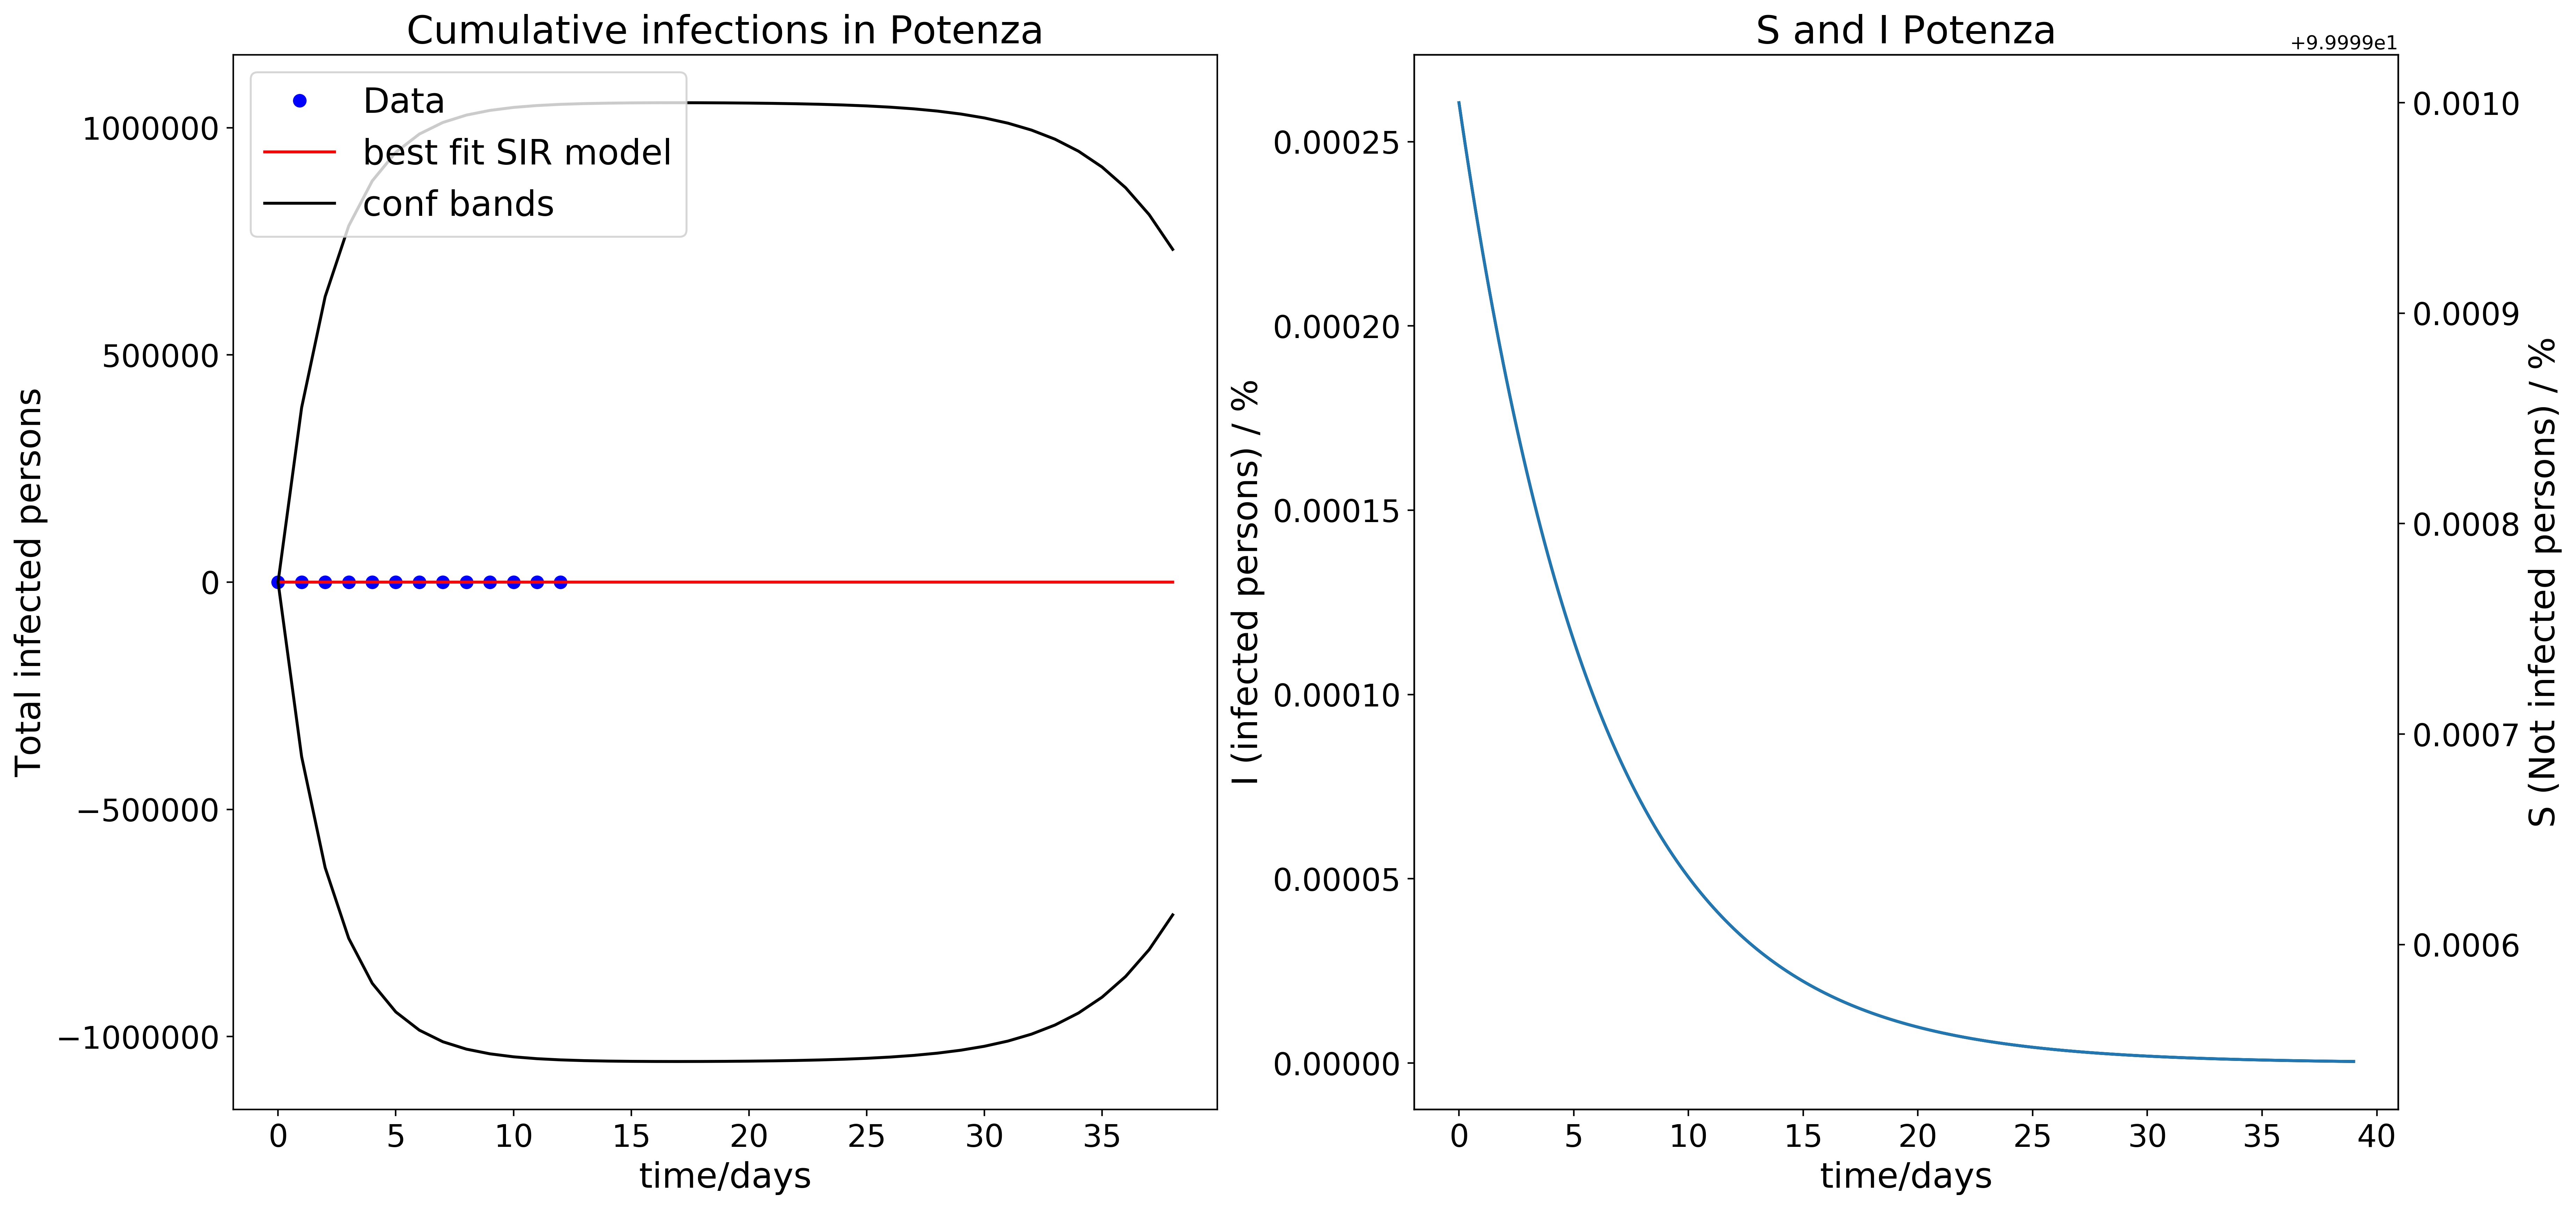 Cumulative infections in Potenza
Data
best fit SIR model
conf bands
Total infected persons
1000000
500000
0
−500000
−1000000
0 5 10 15 20 25 30 35
time/days
S and I Potenza
+9.9999e1
I (infected persons) / %
0.00025
0.00020
0.00015
0.00010
0.00005
0.00000
0.0010
0.0009
0.0008
0.0007
0.0006
S (Not infected persons) / %
0 5 10 15 20 25 30 35 40
time/days